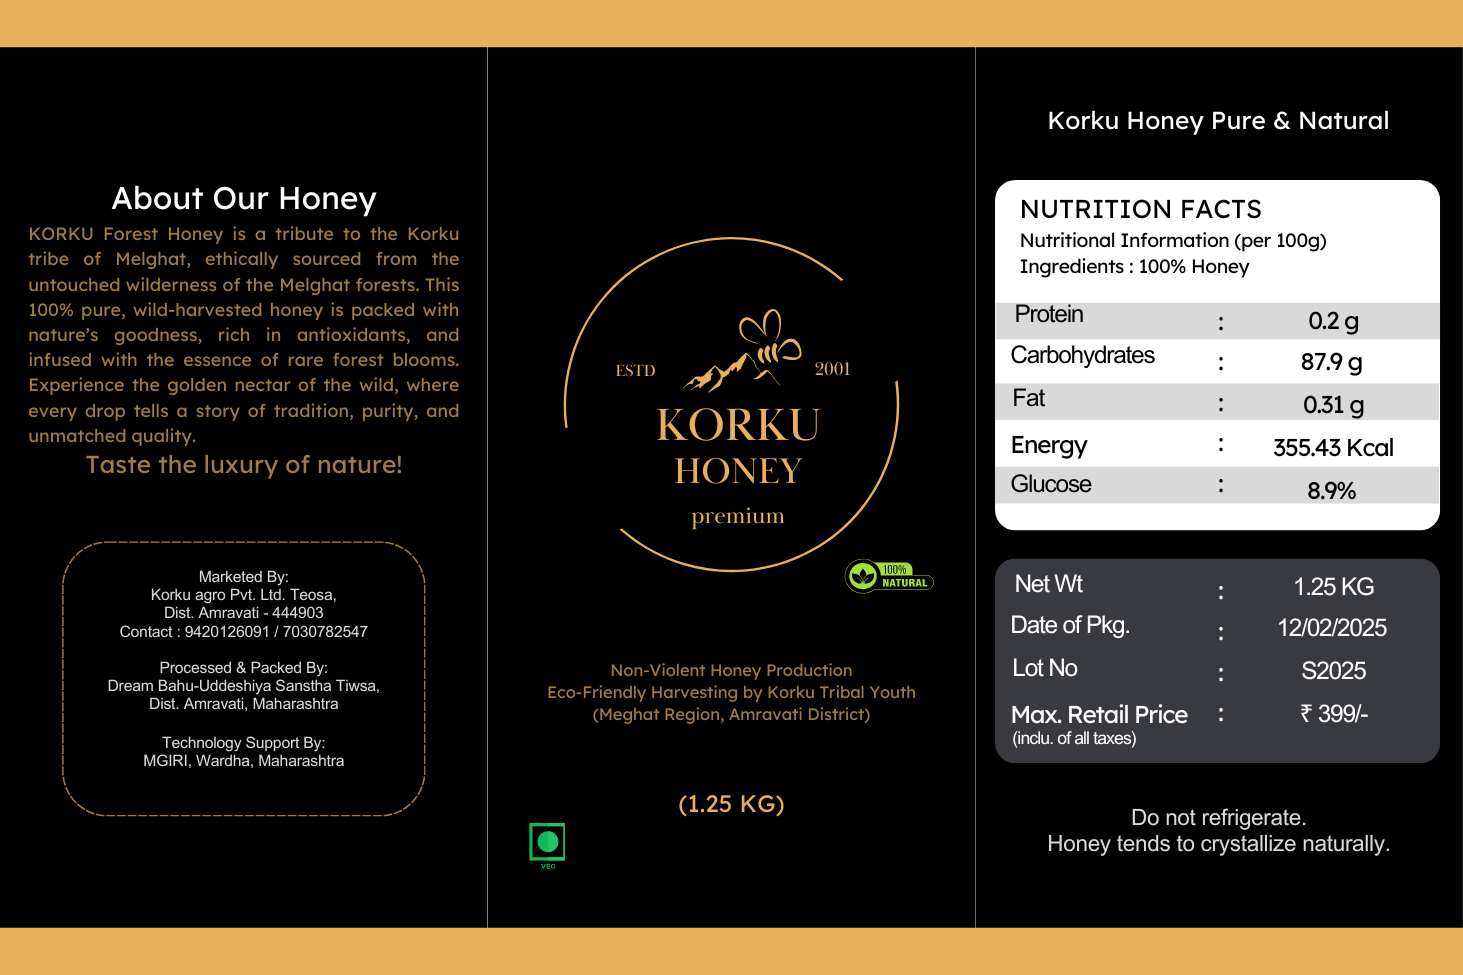 About Our Honey
KORKU Forest Honey is a tribute to the Korku
tribe of Melghat, ethically sourced from the
untouched wilderness of the Melghat forests. This
100% pure, wild-harvested honey is packed with
nature's goodness, rich in antioxidants, and
infused with the essence of rare forest blooms.
Experience the golden nectar of the wild, where
every drop tells a story of tradition, purity, and
unmatched quality.
Taste the luxury of nature!
Marketed By:
Korku agro Pvt. Ltd. Teosa,
Dist. Amravati - 444903
Contact : 9420126091 / 7030782547
Processed & Packed By:
Dream Bahu-Uddeshiya Sanstha Tiwsa,
Dist. Amravati, Maharashtra
Technology Support By:
MGIRI, Wardha, Maharashtra
ESTD 2001
KORKU
HONEY
premium
100%
NATURAL
Non-Violent Honey Production
Eco-Friendly Harvesting by Korku Tribal Youth
(Meghat Region, Amravati District)
(1.25 KG)
VEG
Korku Honey Pure & Natural
NUTRITION FACTS
Nutritional Information (per 100g)
Ingredients : 100% Honey
Protein : 0.2 g
Carbohydrates : 87.9 g
Fat : 0.31 g
Energy : 355.43 Kcal
Glucose : 8.9%
Net Wt : 1.25 KG
Date of Pkg. : 12/02/2025
Lot No : S2025
Max. Retail Price : ₹ 399/-
(inclu. of all taxes)
Do not refrigerate.
Honey tends to crystallize naturally.